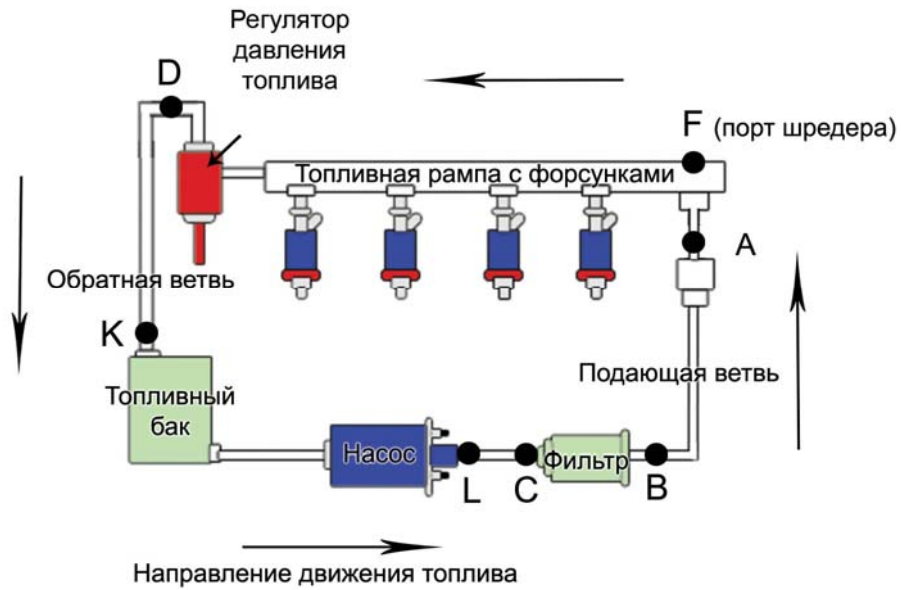 Регулятор
давления
топлива
D
F (порт шредера)
Топливная рампа с форсунками
A
Обратная ветвь
K
Подающая ветвь
Топливный
бак
Насос
Фильтр
L
C
B
Направление движения топлива